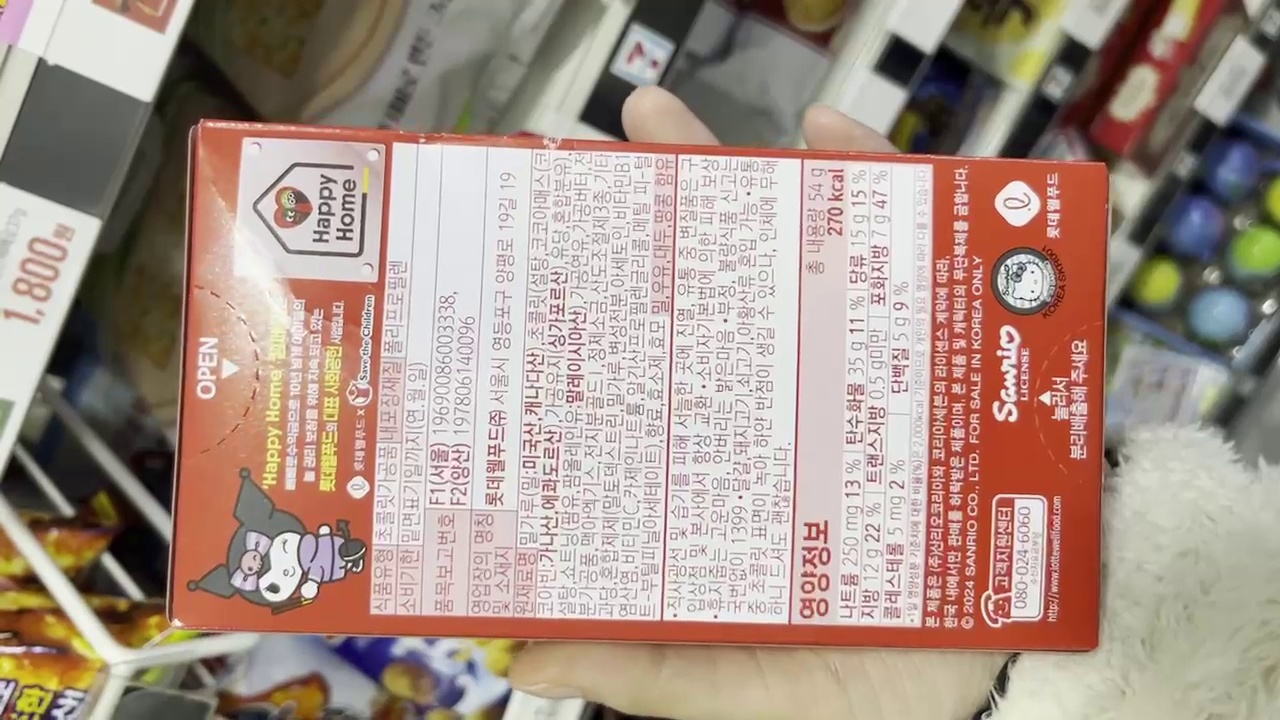 1,800원
OPEN
'Happy Home'
빼빼로수익금으로 10년 넘게 아이들의
놀 권리 보장을 위해 지속 되고 있는
롯데웰푸드의 대표 사회공헌 사업입니다.
롯데웰푸드 x Save the Children
Happy
Home
식품유형 초콜릿가공품 내포장재질 폴리프로필렌
소비기한 밑면표기일까지(연.월.일)
품목보고번호 F1(서울) 19690086003338,
F2(양산) 197806140096
영업장의 명칭 및 소재지 롯데웰푸드㈜ 서울시 영등포구 양평로 19길 19
원재료명 밀가루(밀:미국산,캐나다산),초콜릿(설탕,코코아매스(코
코아빈:가나산,에콰도르산),가공유지(싱가포르산),유당,혼합분유),
설탕,쇼트닝(팜유,팜올레인유:말레이시아산),가공연유,가공버터,전
분가공품,맥아엑기스,전지분골드Ⅰ,정제소금,산도조절제3종,기타
과당,혼합제제(말토덱스트린,밀가루,변성전분,아세토인,비타민B1
염산염,비타민C,카제인나트륨,알긴산프로필렌글리콜,메틸 피-털
트-부틸피닐아세테이트),향료,효소제,효모 밀,우유,대두,땅콩 함유
•직사광선 및 습기를 피해 서늘한 곳에 진열, 유통 중 변질품은 구
입상점 및 본사에서 항상 교환 •소비자기본법에 의한 피해 보상
•휴지줍는 고운마음, 안버리는 밝은마음 •부정, 불량식품 신고는
국번없이 1399 •달걀,돼지고기,쇠고기,아황산류 혼입 가능 •유통
중 초콜릿 표면이 녹아 하얀 반점이 생길 수 있으나, 인체에 무해
하니 드셔도 괜찮습니다.
영양정보 총 내용량 54 g
270 kcal
나트륨 250 mg 13 % 탄수화물 35 g 11 % 당류 15 g 15 %
지방 12 g 22 % 트랜스지방 0.5 g미만 포화지방 7 g 47 %
콜레스테롤 5 mg 2 % 단백질 5 g 9 %
•1일 영양성분 기준치에 대한 비율(%)은 2,000kcal 기준이므로 개인의 필요 열량에 따라 다를 수 있습니다.
본 제품은 (주)산리오코리아와 코리아세븐의 라이센스 계약에 따라,
한국 내에서만 판매를 허락받은 제품이며, 본 제품 및 캐릭터의 무단복제를 금합니다.
© 2024 SANRIO CO., LTD. FOR SALE IN KOREA ONLY
고객지원센터
080-024-6060
수신자요금부담
http://www.lottewellfood.com
Sanrio
LICENSE
Sanrio
KOREA SKR001
롯데웰푸드
눌러서
분리배출해 주세요
7